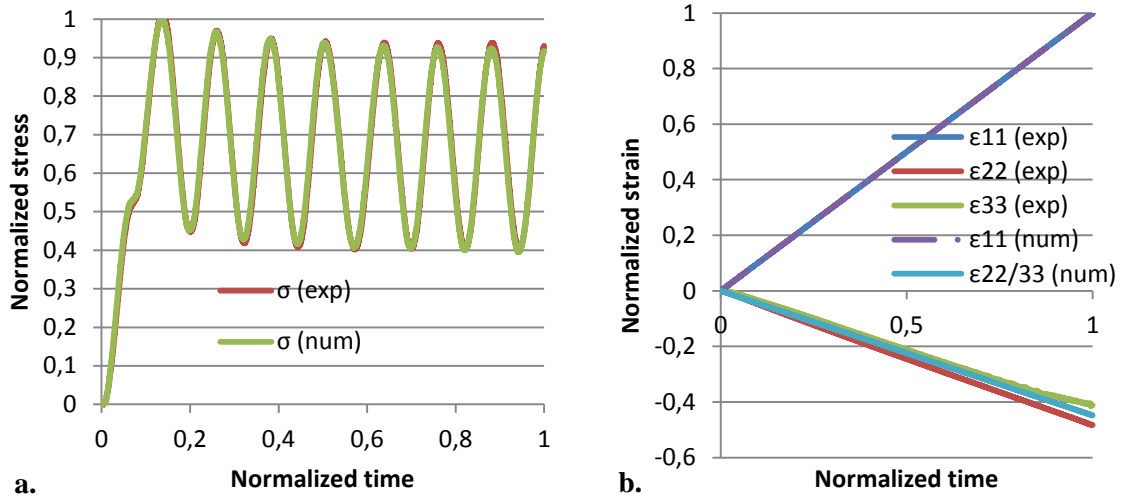 1
0,9
0,8
0,7
0,6
0,5
0,4
0,3
0,2
0,1
0
Normalized stress
σ (exp)
σ (num)
0 0,2 0,4 0,6 0,8 1
Normalized time
a.
1
0,8
0,6
0,4
0,2
0
-0,2
-0,4
-0,6
Normalized strain
ε11 (exp)
ε22 (exp)
ε33 (exp)
ε11 (num)
ε22/33 (num)
0 0,5 1
Normalized time
b.